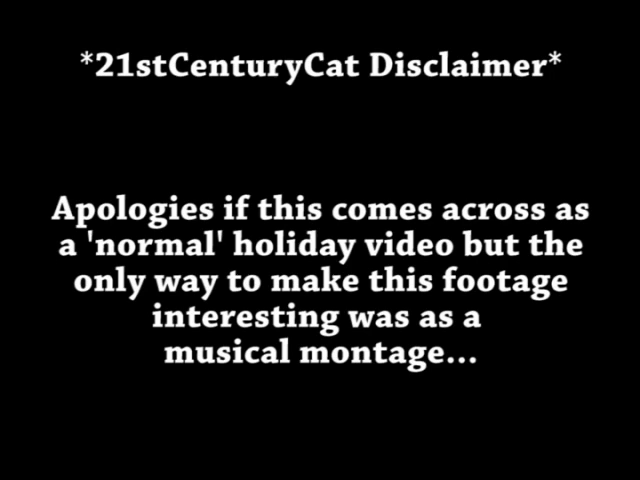 *21stCenturyCat Disclaimer*
Apologies if this comes across as
a 'normal' holiday video but the
only way to make this footage
interesting was as a
musical montage...